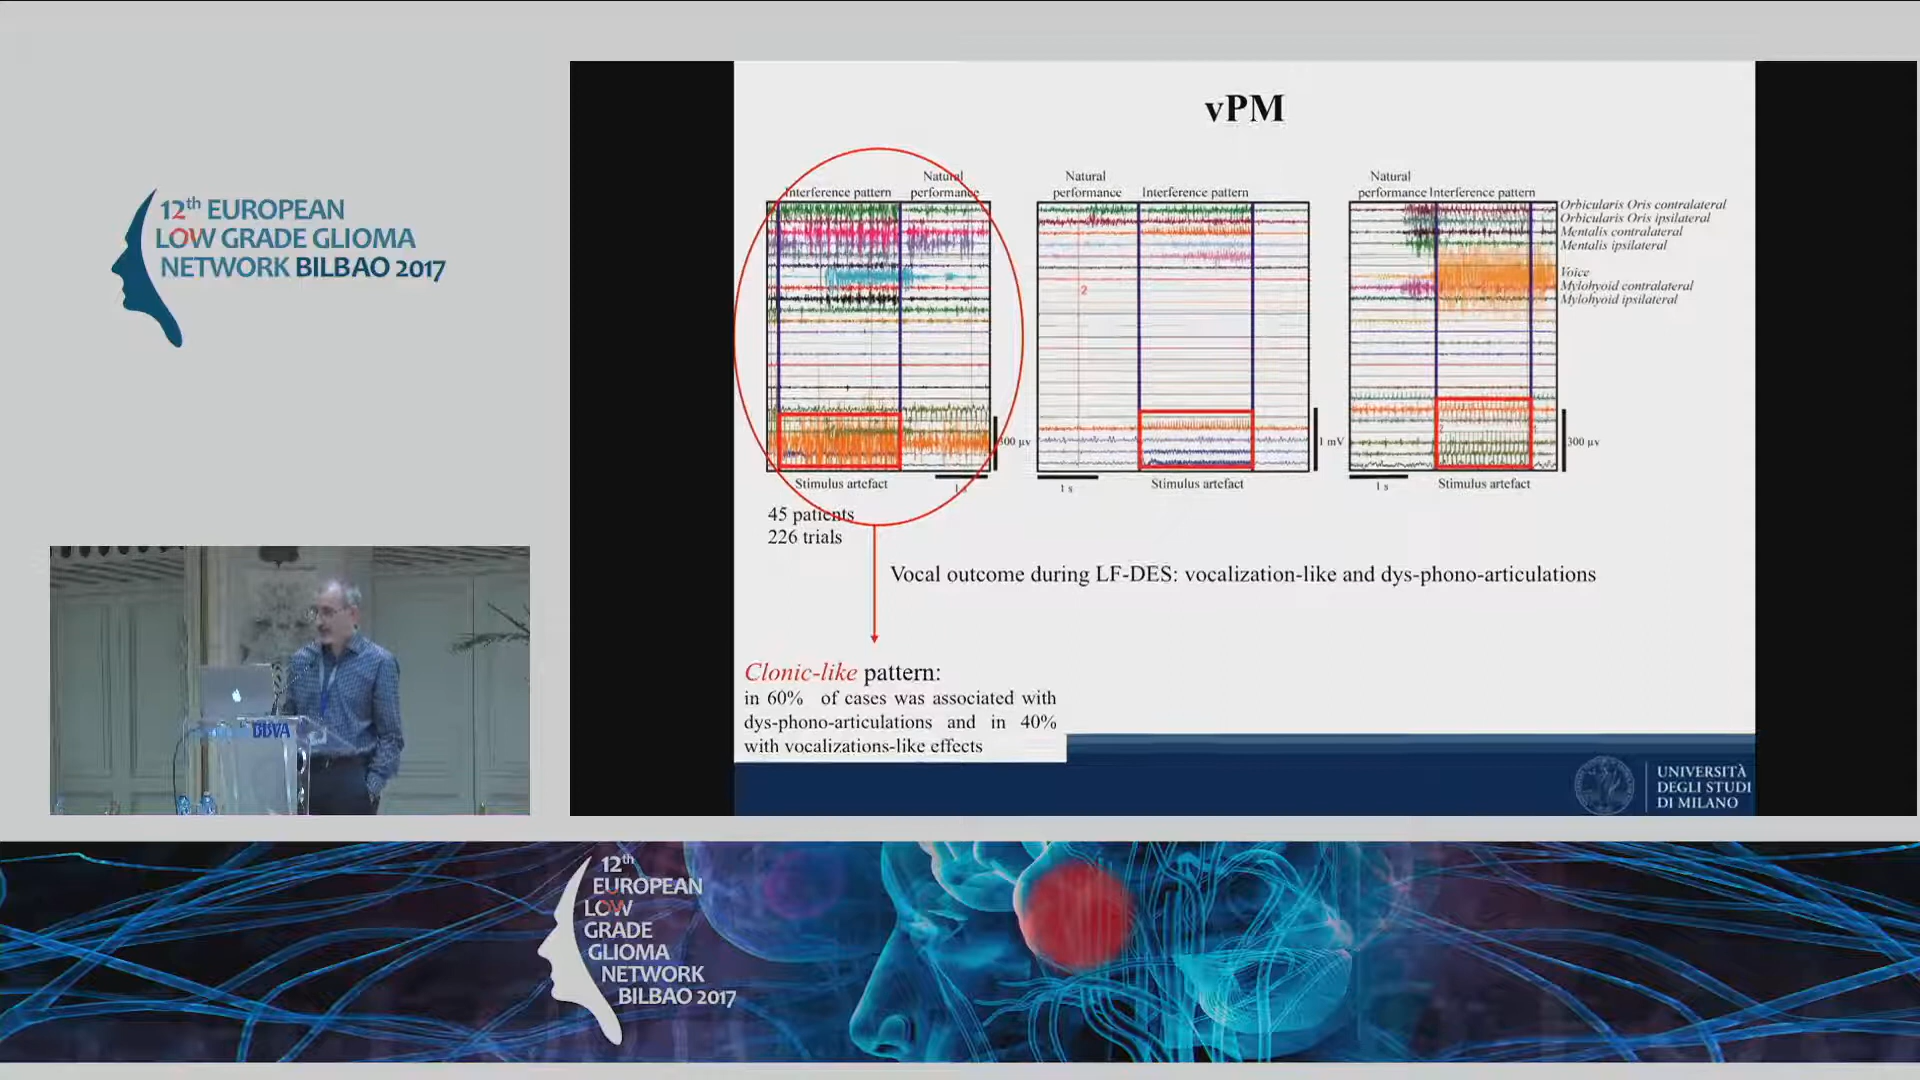 12th EUROPEAN
LOW GRADE GLIOMA
NETWORK BILBAO 2017
BBVA
vPM
Interference pattern
Natural
performance
Natural
performance
Interference pattern
Natural
performance
Interference pattern
Orbicularis Oris contralateral
Orbicularis Oris ipsilateral
Mentalis contralateral
Mentalis ipsilateral
Voice
Mylohyoid contralateral
Mylohyoid ipsilateral
2
300 µv
1 mV
300 µv
Stimulus artefact
1 s
1 s
Stimulus artefact
1 s
Stimulus artefact
45 patients
226 trials
Vocal outcome during LF-DES: vocalization-like and dys-phono-articulations
Clonic-like pattern:
in 60% of cases was associated with
dys-phono-articulations and in 40%
with vocalizations-like effects
UNIVERSITÀ
DEGLI STUDI
DI MILANO
12th
EUROPEAN
LOW
GRADE
GLIOMA
NETWORK
BILBAO 2017